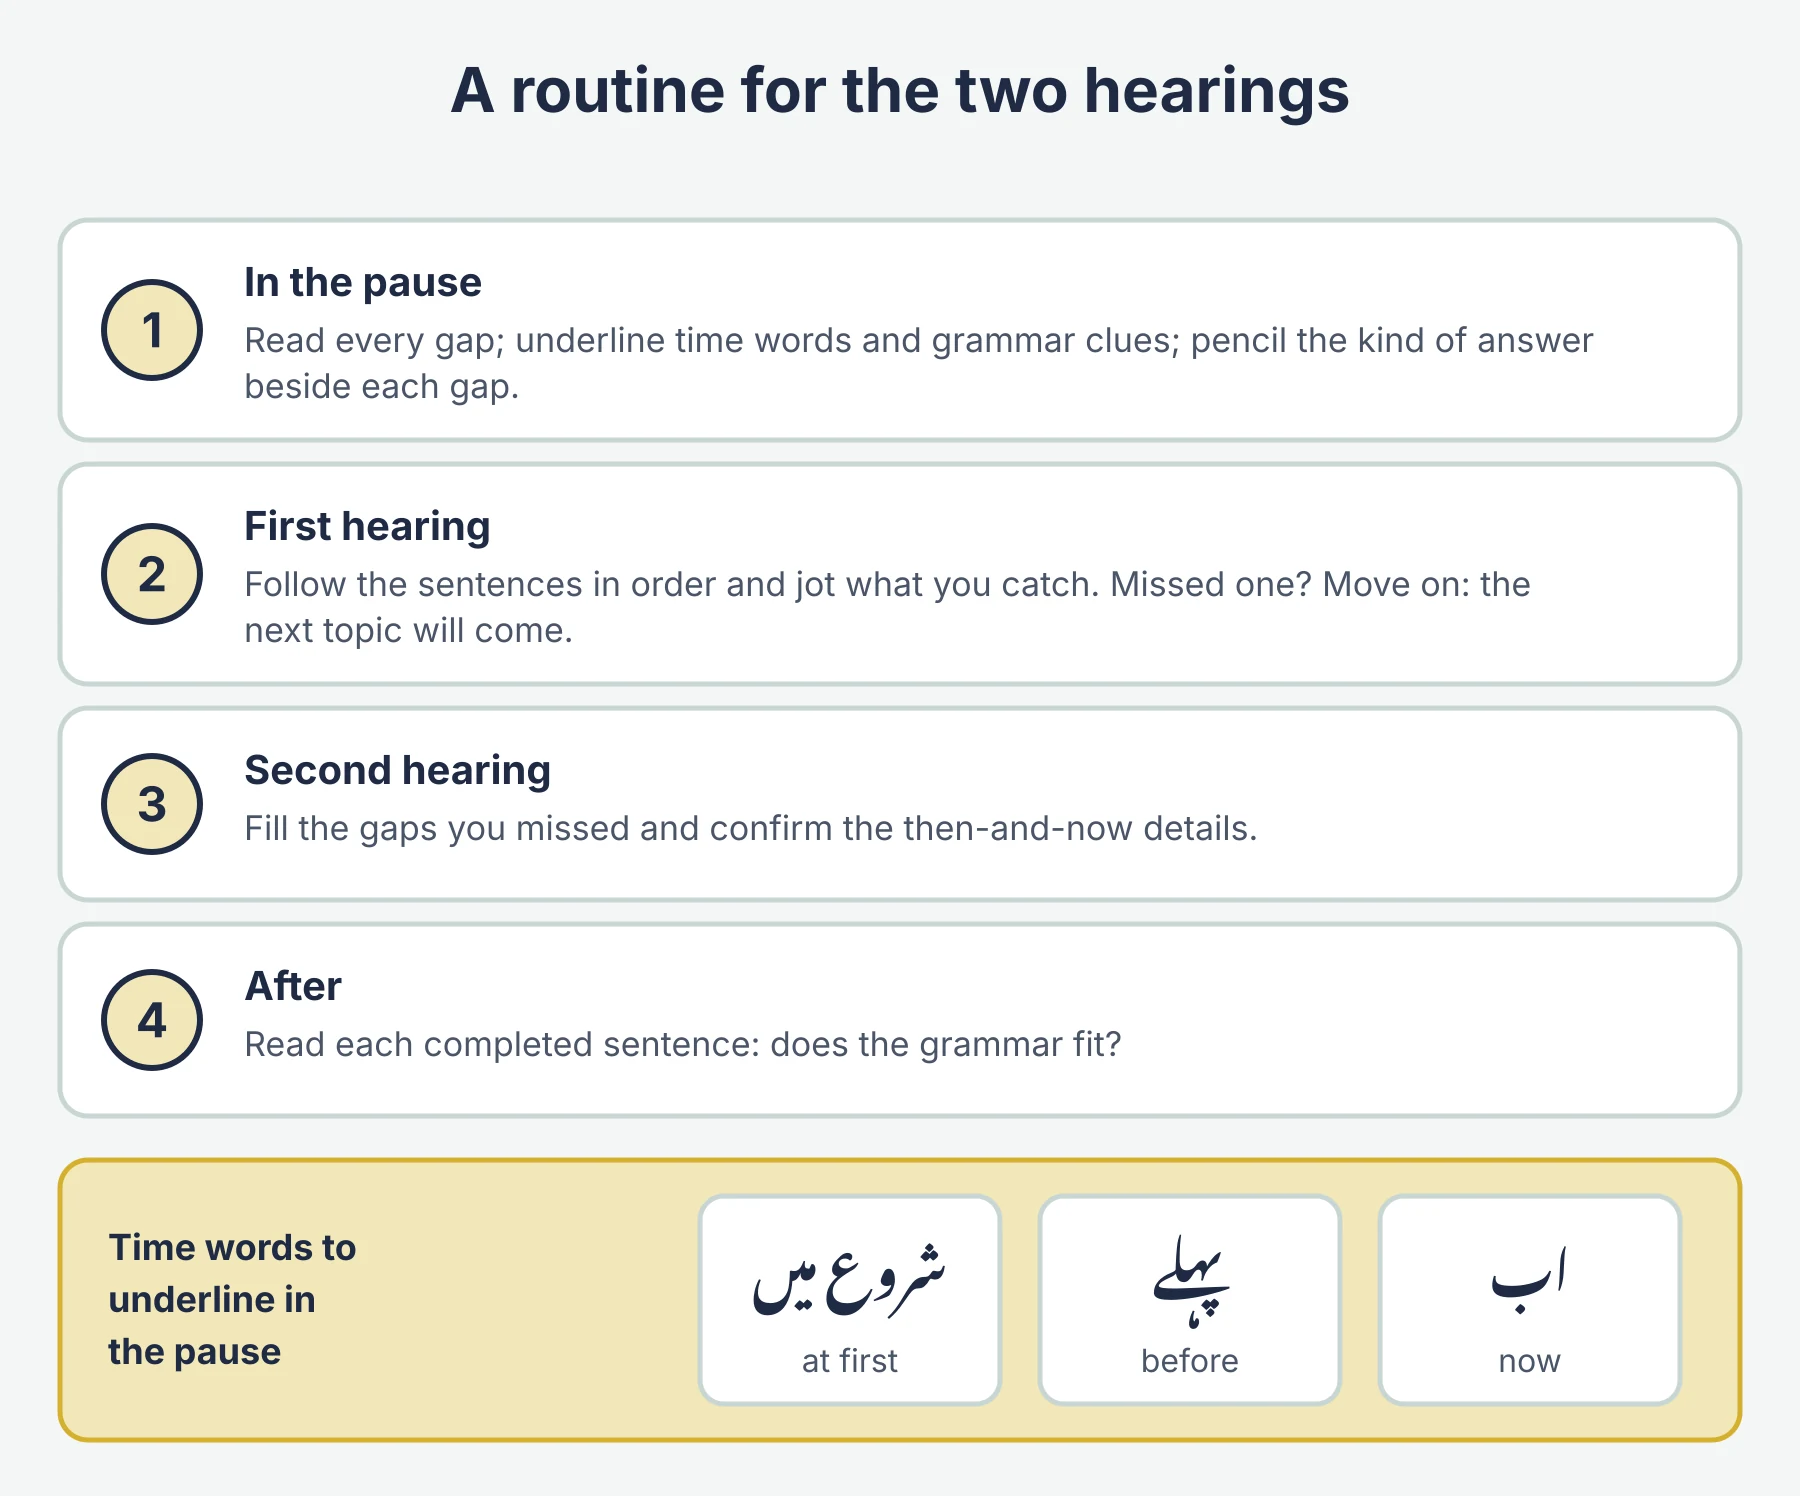 A routine for the two hearings
1
In the pause
Read every gap; underline time words and grammar clues; pencil the kind of answer
beside each gap.
2
First hearing
Follow the sentences in order and jot what you catch. Missed one? Move on: the
next topic will come.
3
Second hearing
Fill the gaps you missed and confirm the then-and-now details.
4
After
Read each completed sentence: does the grammar fit?
Time words to
underline in
the pause
شروع میں
at first
پہلے
before
اب
now